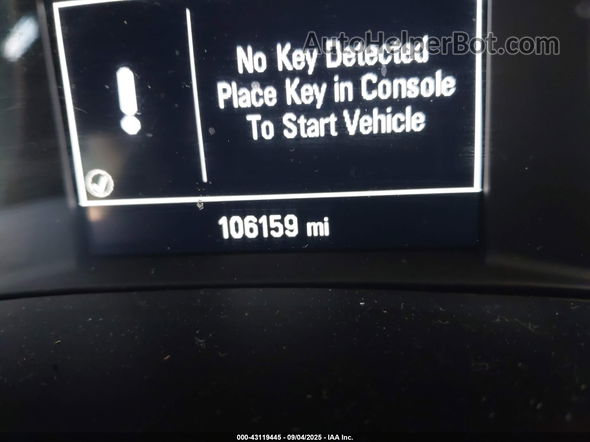 AutoHelperBot.com
No Key Detected
Place Key in Console
To Start Vehicle
106159 mi
000-43119445 - 09/04/2025 - IAA Inc.